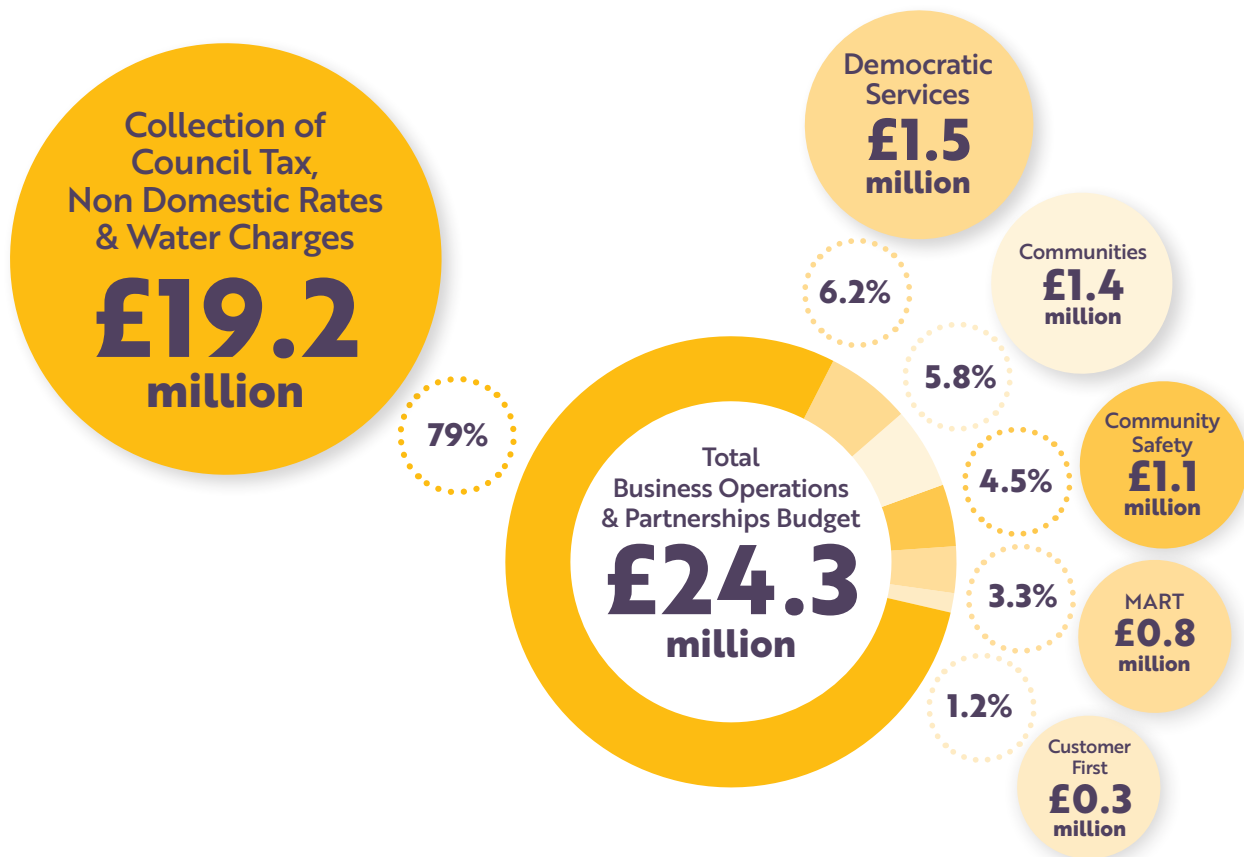 Collection of
Council Tax,
Non Domestic Rates
& Water Charges
£19.2
million
79%
Democratic
Services
£1.5
million
6.2%
Communities
£1.4
million
5.8%
Community
Safety
£1.1
million
4.5%
MART
£0.8
million
3.3%
Customer
First
£0.3
million
1.2%
Total
Business Operations
& Partnerships Budget
£24.3
million